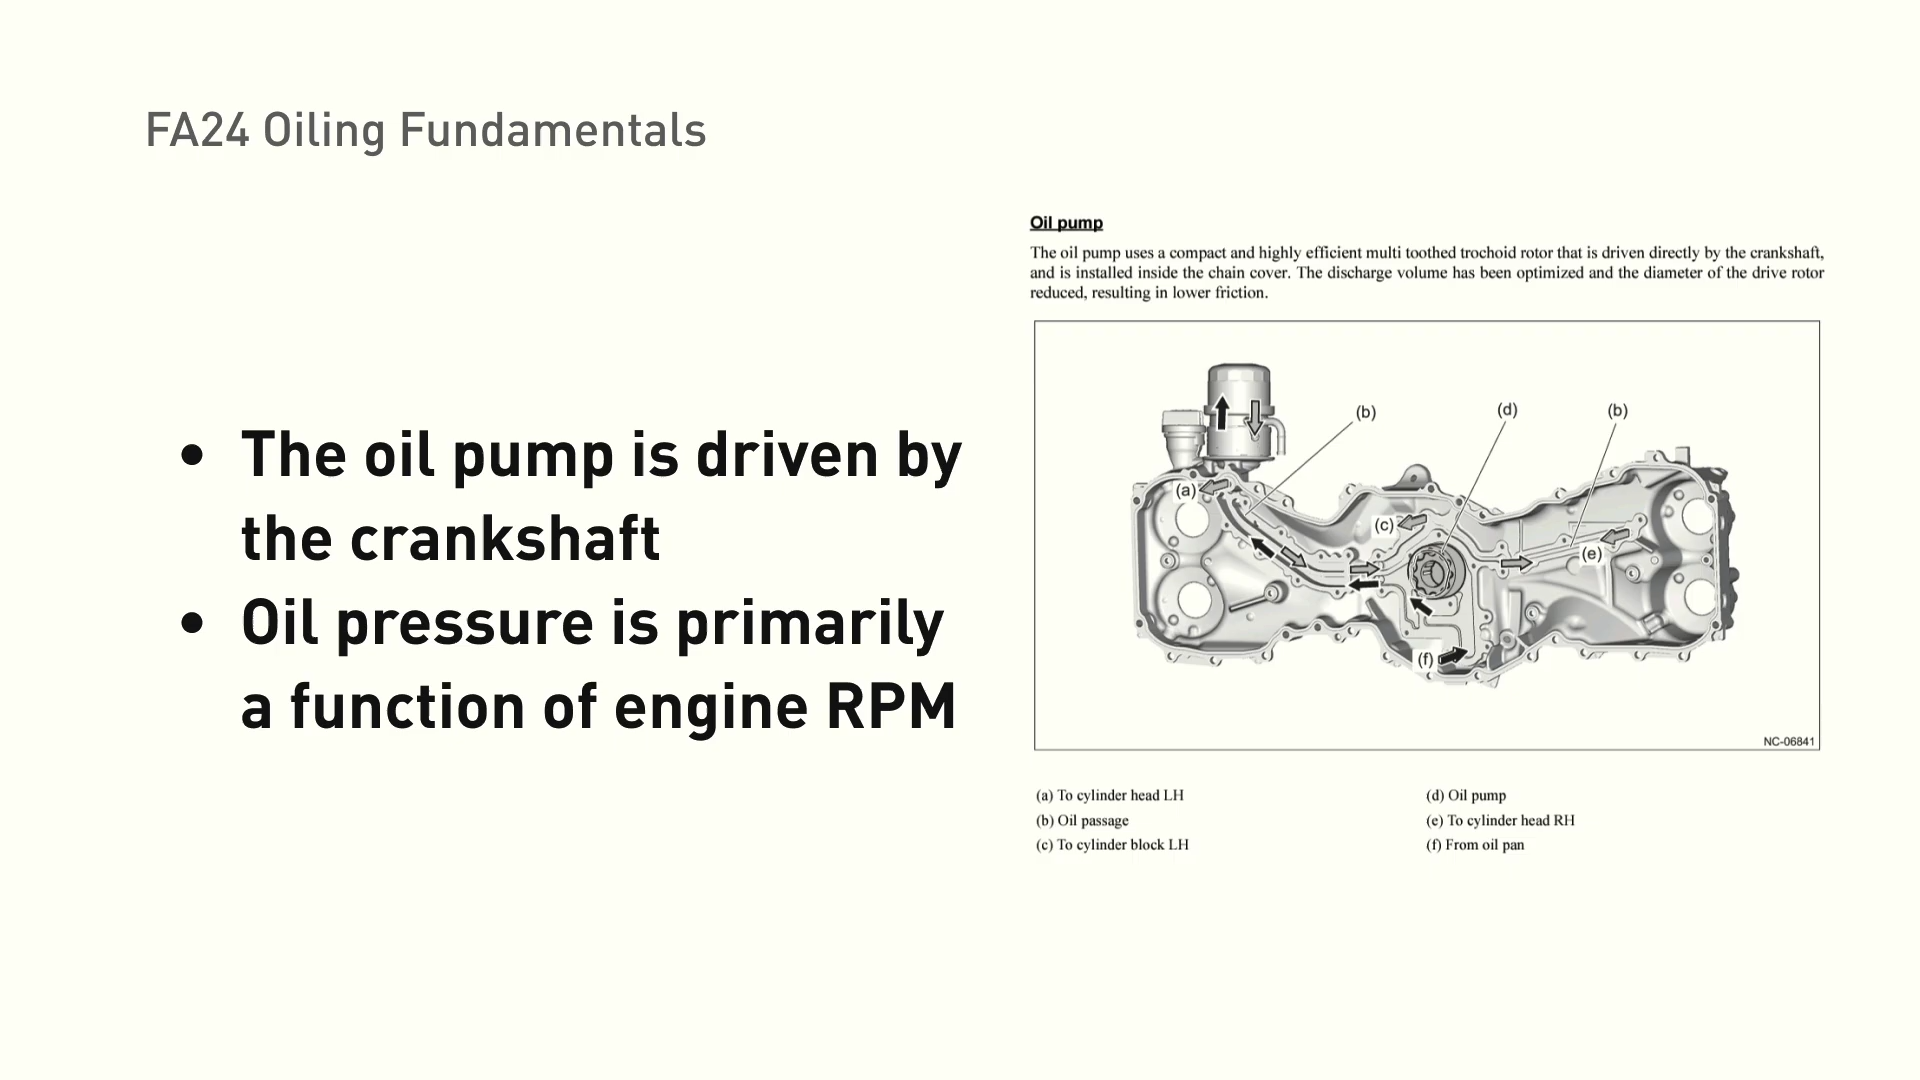 FA24 Oiling Fundamentals
• The oil pump is driven by
the crankshaft
• Oil pressure is primarily
a function of engine RPM
Oil pump
The oil pump uses a compact and highly efficient multi toothed trochoid rotor that is driven directly by the crankshaft,
and is installed inside the chain cover. The discharge volume has been optimized and the diameter of the drive rotor
reduced, resulting in lower friction.
(b)
(d)
(b)
(a)
(c)
(e)
(f)
NC-06841
(a) To cylinder head LH
(b) Oil passage
(c) To cylinder block LH
(d) Oil pump
(e) To cylinder head RH
(f) From oil pan